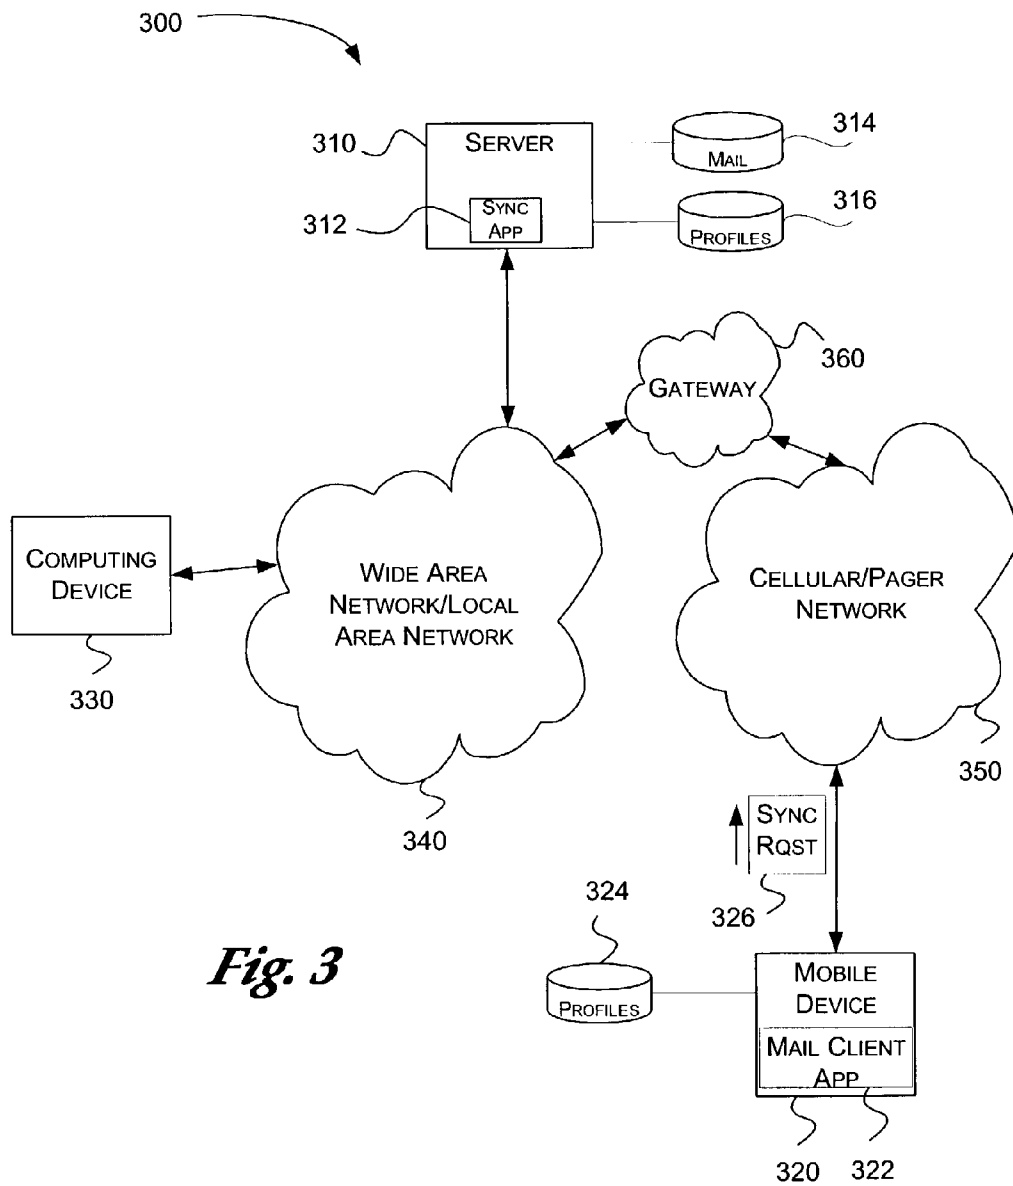 300
310
SERVER
314
MAIL
312
SYNC
APP
316
PROFILES
360
GATEWAY
COMPUTING
DEVICE
330
WIDE AREA
NETWORK/LOCAL
AREA NETWORK
340
CELLULAR/PAGER
NETWORK
350
SYNC
RQST
326
324
PROFILES
MOBILE
DEVICE
MAIL CLIENT
APP
320
322
Fig. 3